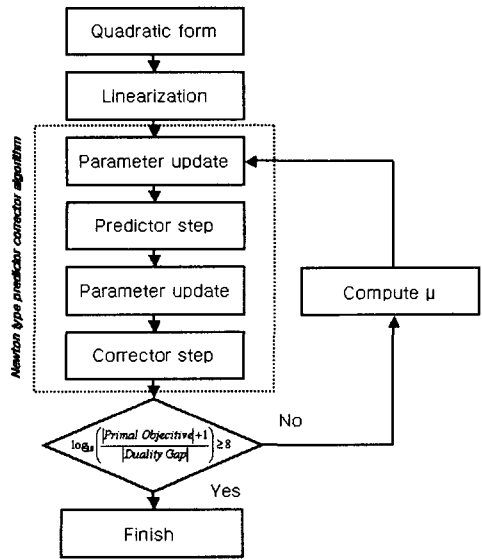 Quadratic form
Linearization
Newton type predictor corrector algorithm
Parameter update
Predictor step
Parameter update
Compute μ
Corrector step
No
log₁₀(|Primal Objecitive|+1 / |Duality Gap|) ≥ 8
Yes
Finish